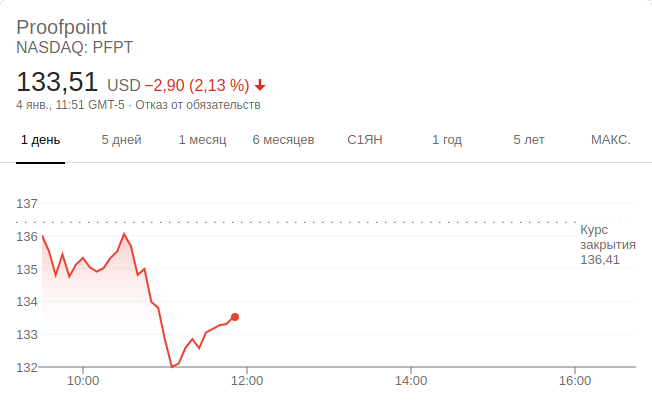 Proofpoint
NASDAQ: PFPT
133,51 USD −2,90 (2,13 %)
4 янв., 11:51 GMT-5 · Отказ от обязательств
1 день 5 дней 1 месяц 6 месяцев С1ЯН 1 год 5 лет МАКС.
137
136
135
134
133
132
Курс
закрытия
136,41
10:00 12:00 14:00 16:00